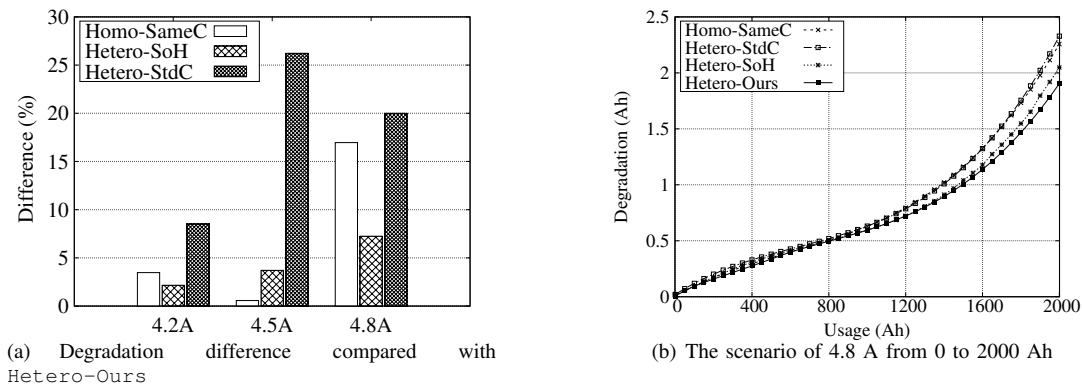 30
25
20
15
10
5
0
Difference (%)
Homo-SameC
Hetero-SoH
Hetero-StdC
4.2A 4.5A 4.8A
(a) Degradation difference compared with
Hetero-Ours
2.5
2
1.5
1
0.5
0
Degradation (Ah)
Homo-SameC
Hetero-StdC
Hetero-SoH
Hetero-Ours
0 400 800 1200 1600 2000
Usage (Ah)
(b) The scenario of 4.8 A from 0 to 2000 Ah